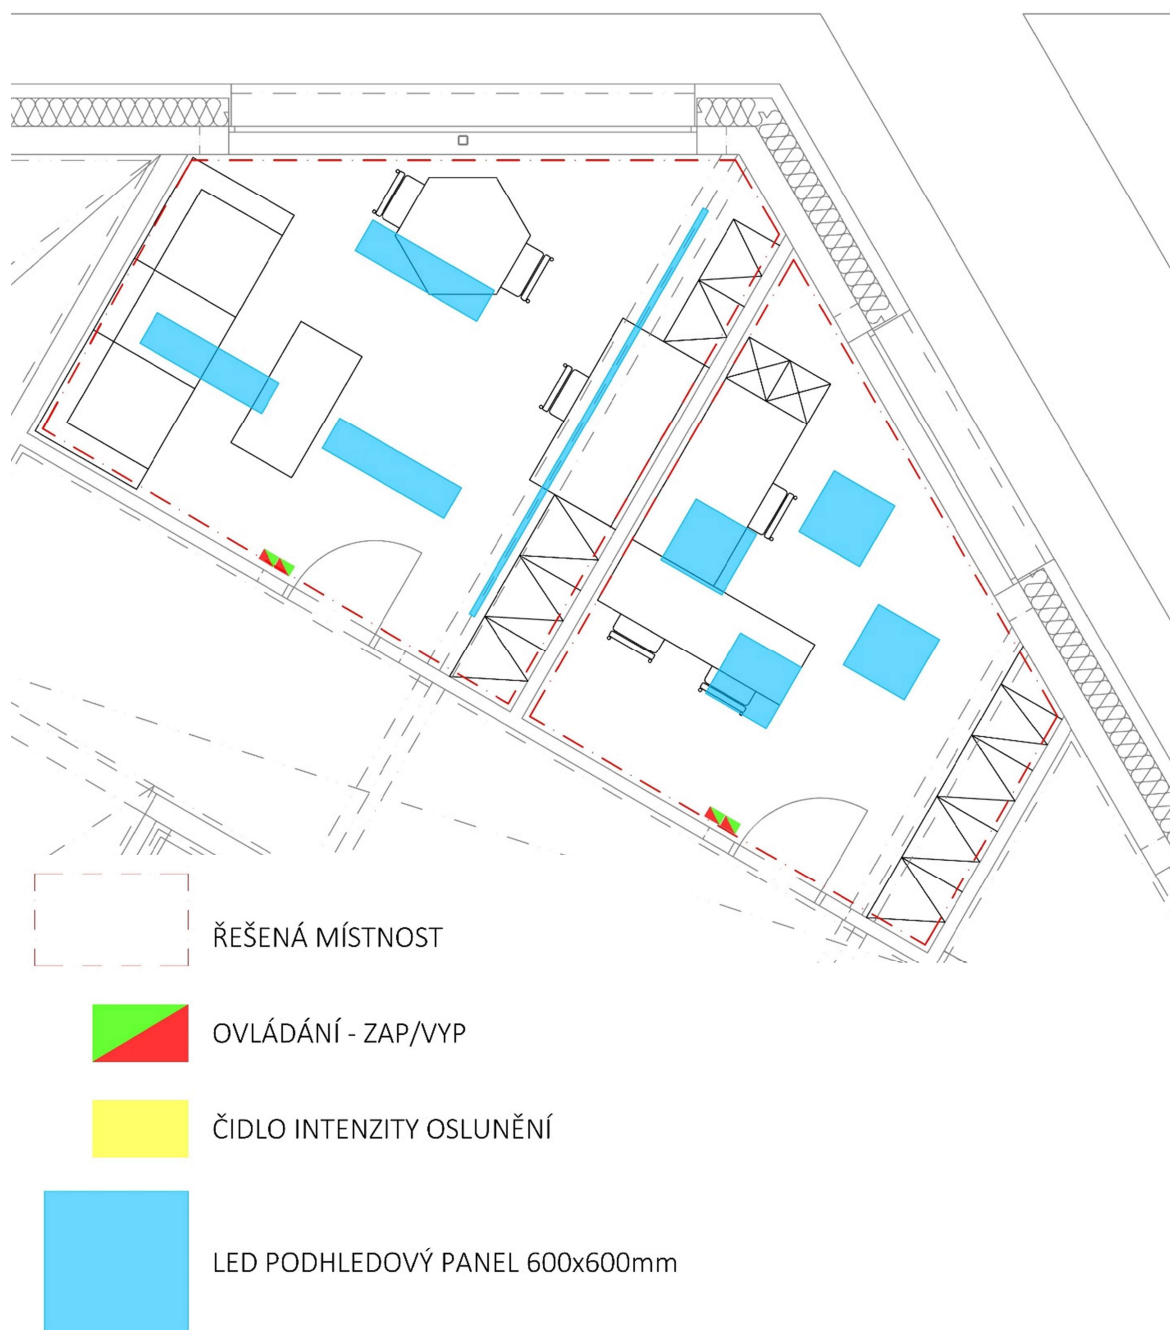 ŘEŠENÁ MÍSTNOST
OVLÁDÁNÍ - ZAP/VYP
ČIDLO INTENZITY OSLUNĚNÍ
LED PODHLEDOVÝ PANEL 600x600mm